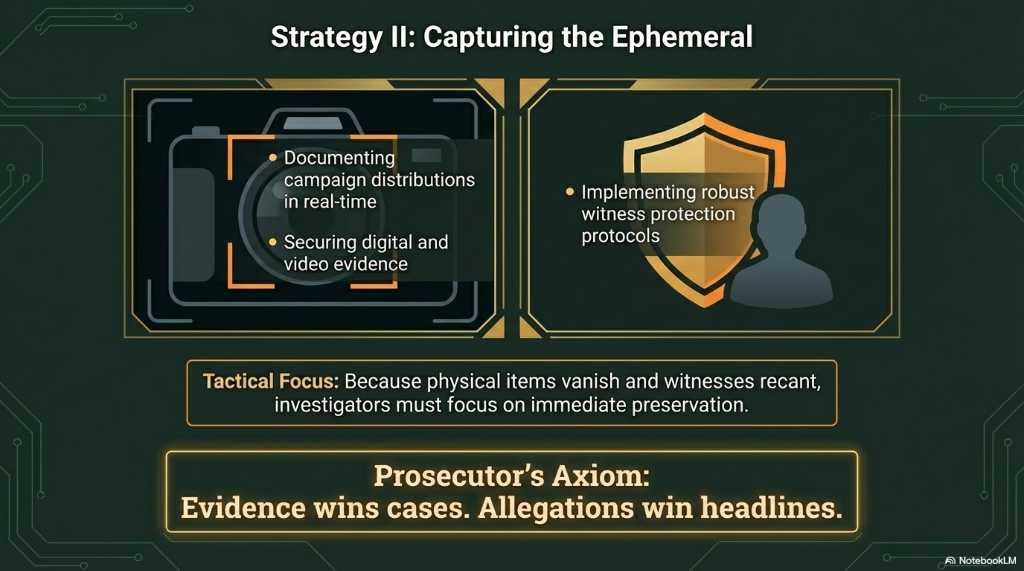 Strategy II: Capturing the Ephemeral
• Documenting
campaign distributions
in real-time
• Securing digital and
video evidence
• Implementing robust
witness protection
protocols
Tactical Focus: Because physical items vanish and witnesses recant,
investigators must focus on immediate preservation.
Prosecutor's Axiom:
Evidence wins cases. Allegations win headlines.
NotebookLM